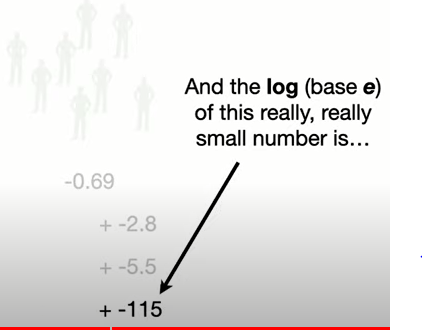 And the log (base e)
of this really, really
small number is...
-0.69
+ -2.8
+ -5.5
+ -115